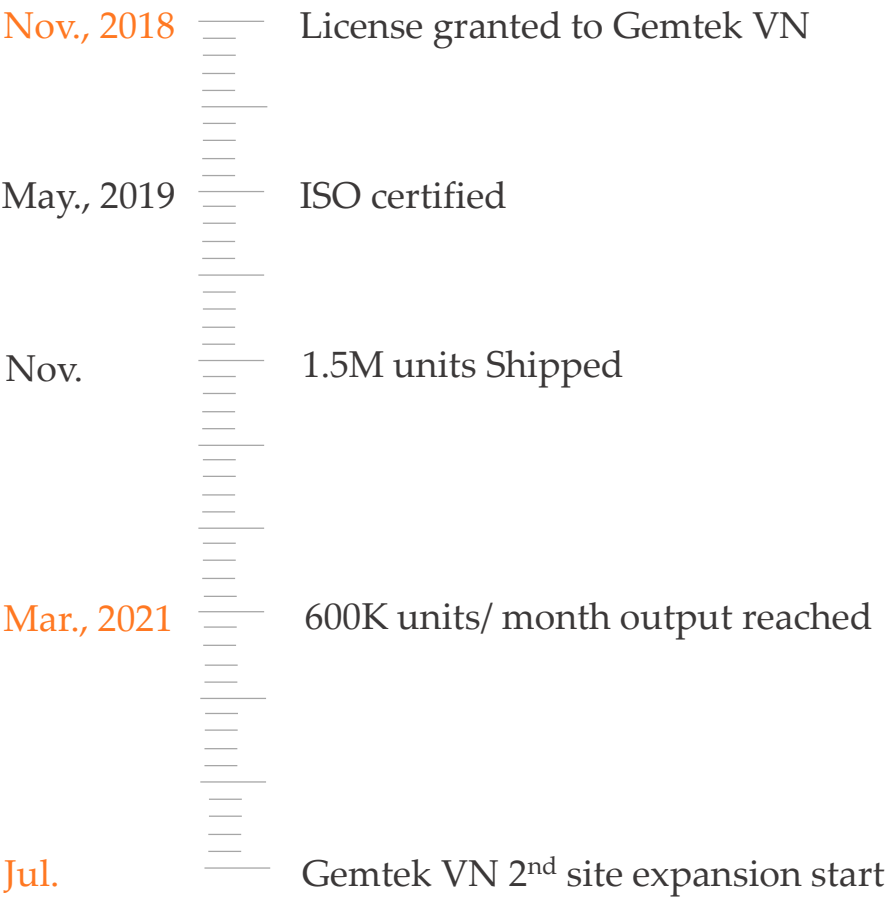 Nov., 2018 License granted to Gemtek VN
May., 2019 ISO certified
Nov. 1.5M units Shipped
Mar., 2021 600K units/ month output reached
Jul. Gemtek VN 2nd site expansion start